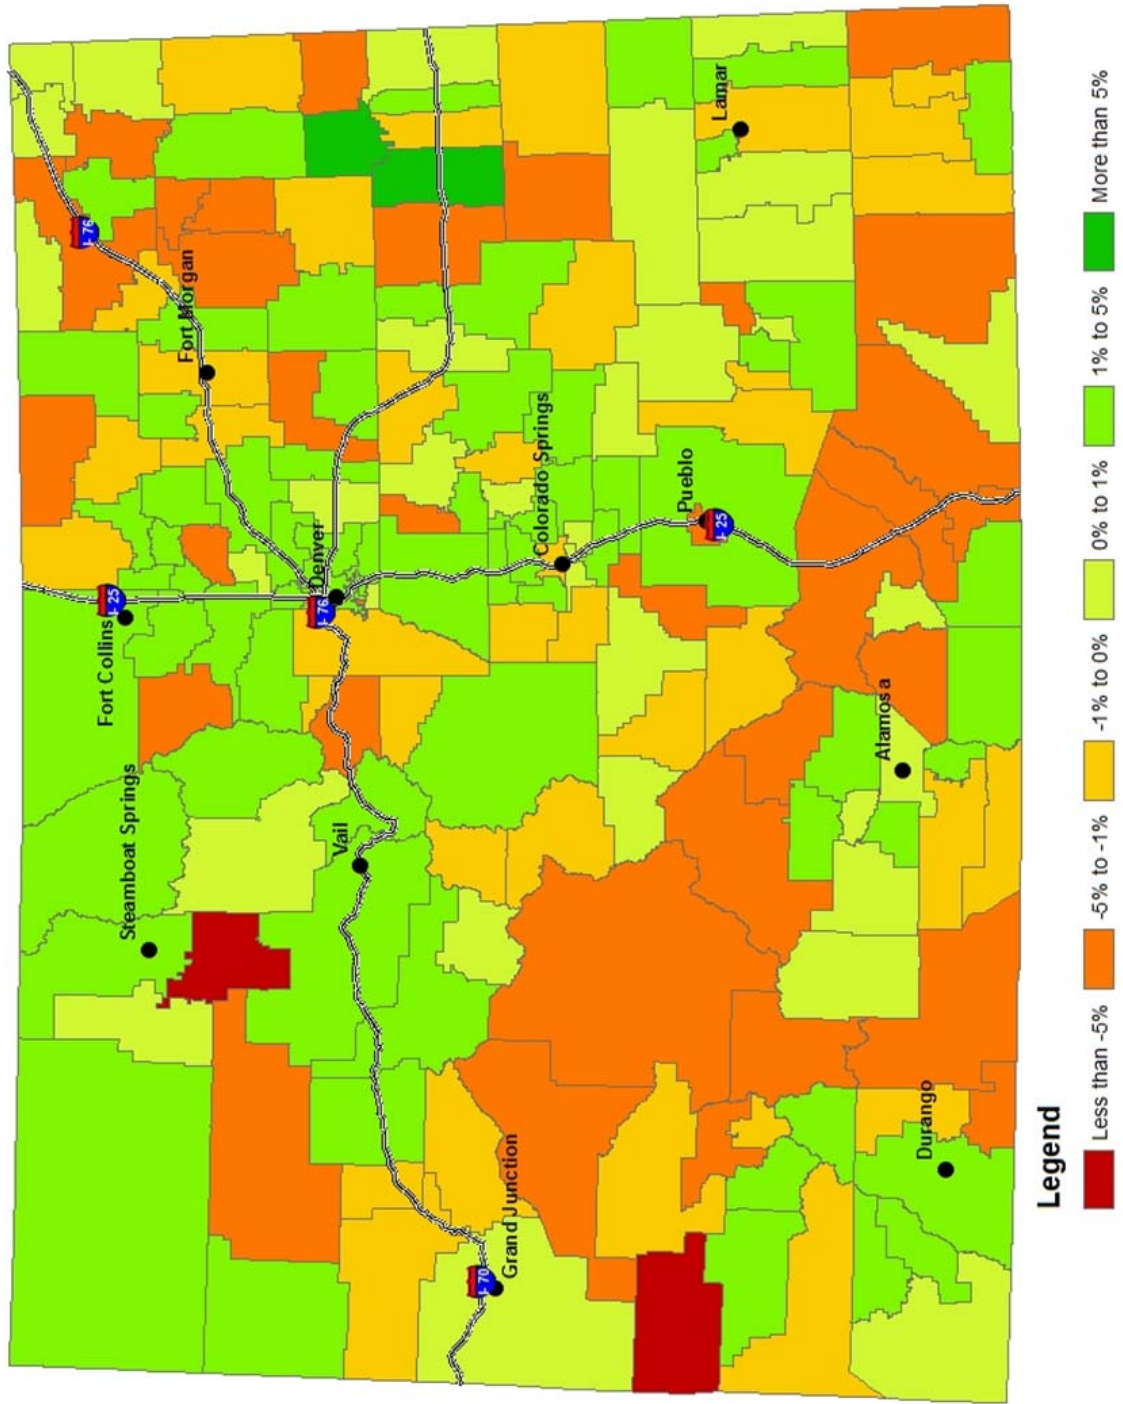 I-76
Fort Morgan
Lamar
I-25
Fort Collins
Denver
I-76
Steamboat Springs
Vail
Colorado Springs
Pueblo
I-25
Alamosa
Grand Junction
I-70
Durango
Legend
Less than -5%
-5% to -1%
-1% to 0%
0% to 1%
1% to 5%
More than 5%